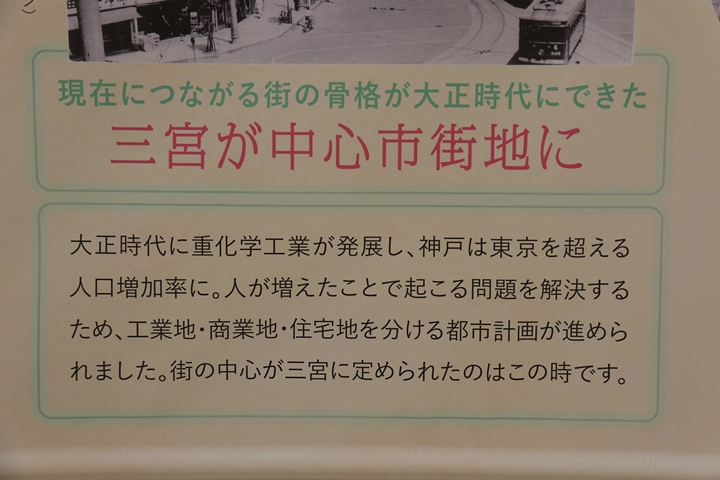 現在につながる街の骨格が大正時代にできた
三宮が中心市街地に
大正時代に重化学工業が発展し、神戸は東京を超える
人口増加率に。人が増えたことで起こる問題を解決する
ため、工業地・商業地・住宅地を分ける都市計画が進めら
れました。街の中心が三宮に定められたのはこの時です。